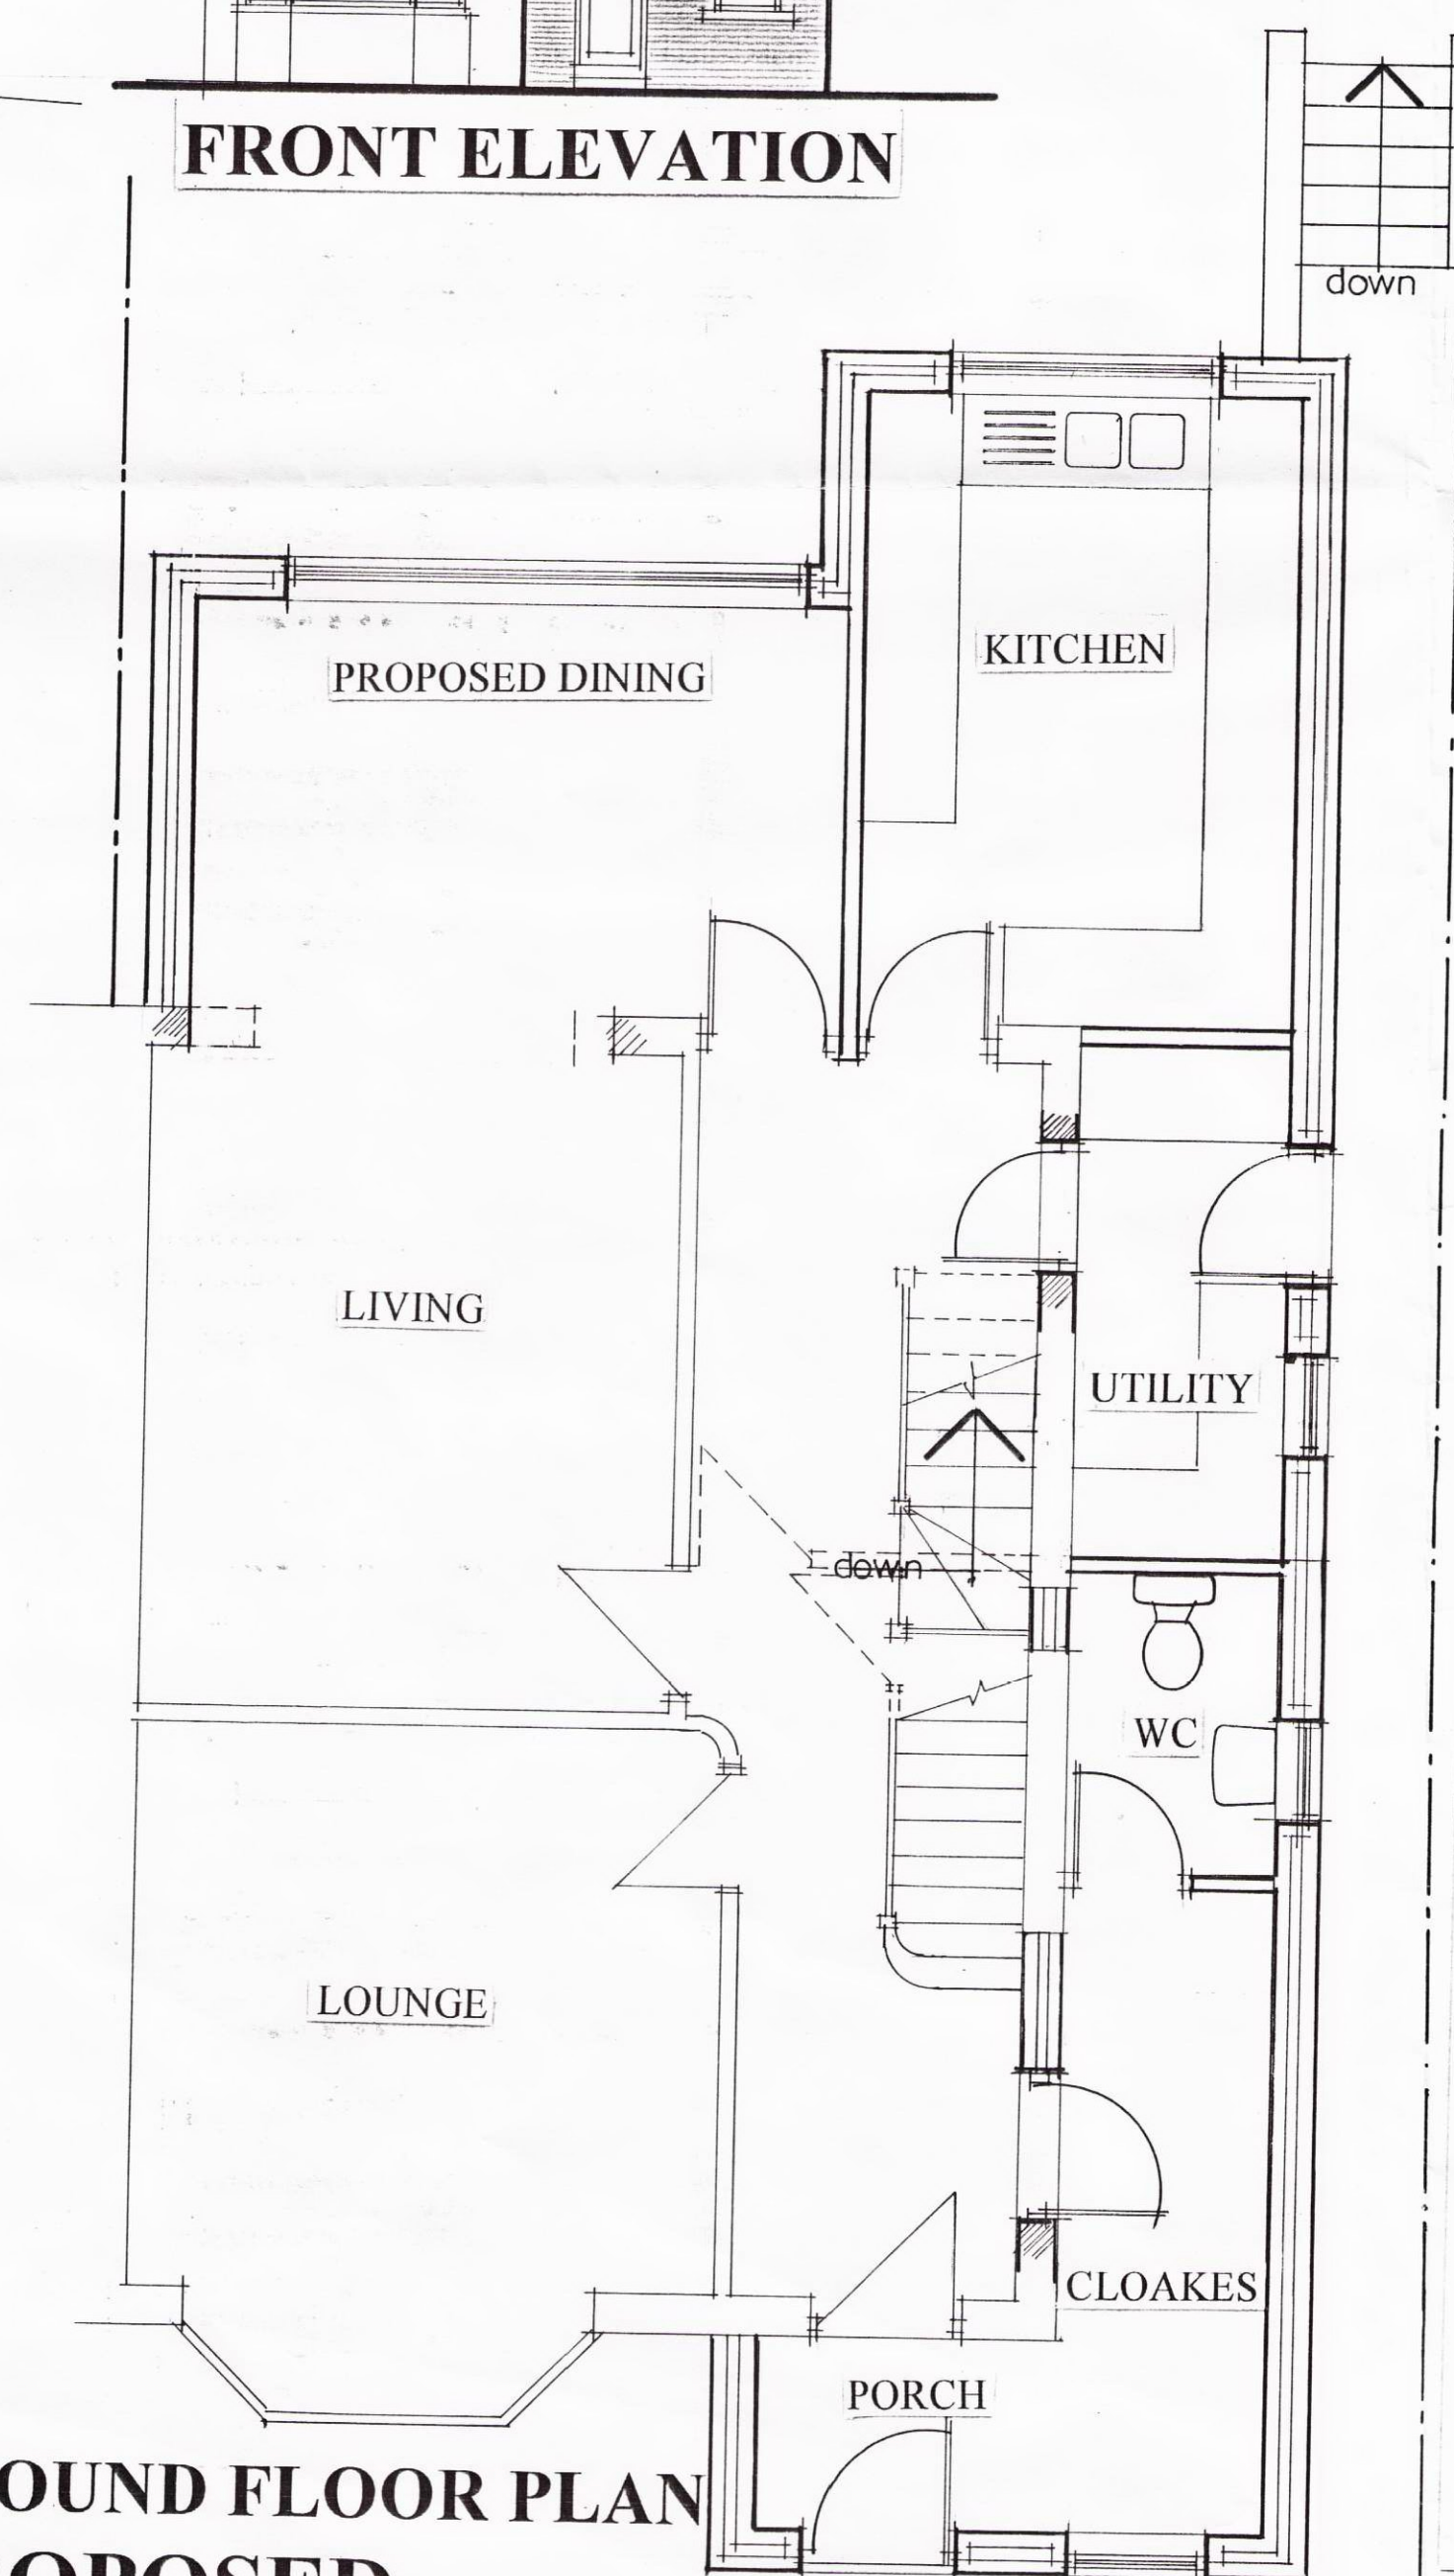 FRONT ELEVATION
down
KITCHEN
PROPOSED DINING
LIVING
UTILITY
down
WC
LOUNGE
CLOAKES
PORCH
OUND FLOOR PLAN